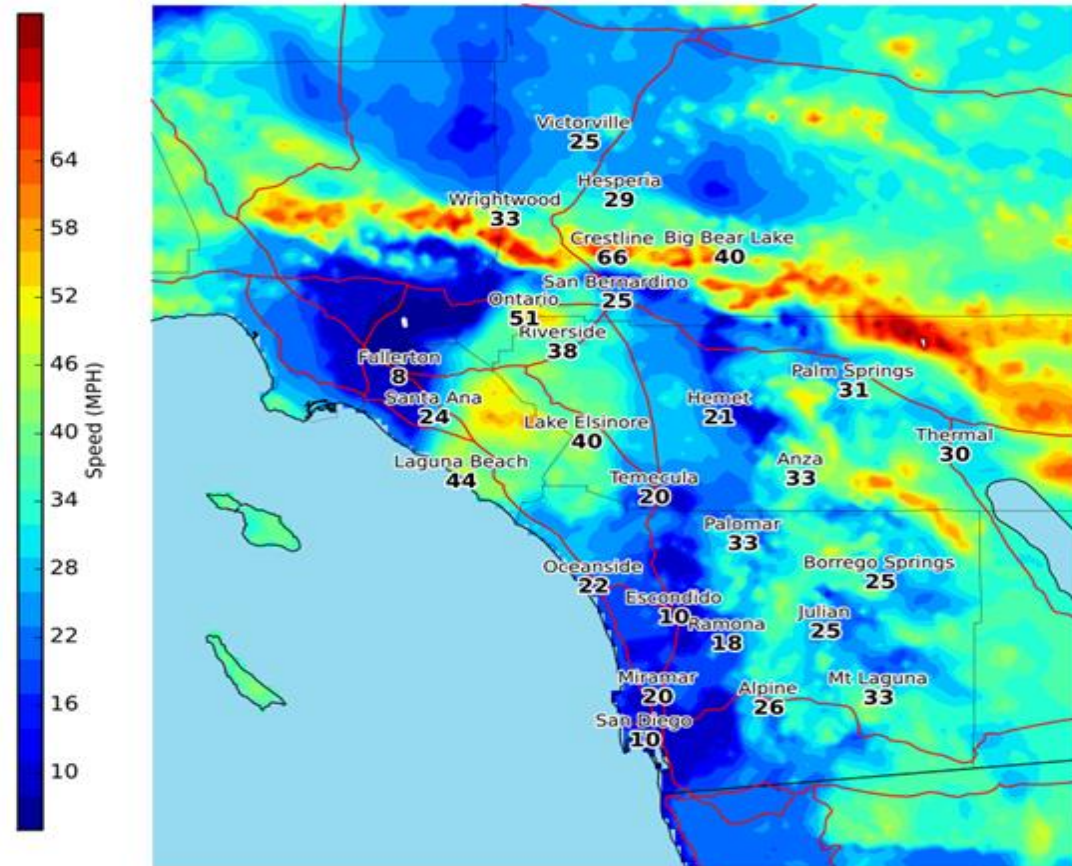 64
58
52
46
40
34
28
22
16
10
Speed (MPH)
Victorville
25
Hesperia
29
Wrightwood
33
Crestline
66
Big Bear Lake
40
San Bernardino
25
Ontario
51
Riverside
38
Fullerton
8
Palm Springs
31
Santa Ana
24
Hemet
21
Lake Elsinore
40
Thermal
30
Laguna Beach
44
Anza
33
Temecula
20
Palomar
33
Oceanside
22
Borrego Springs
25
Escondido
10
Ramona
18
Julian
25
Miramar
20
Alpine
26
Mt Laguna
33
San Diego
10